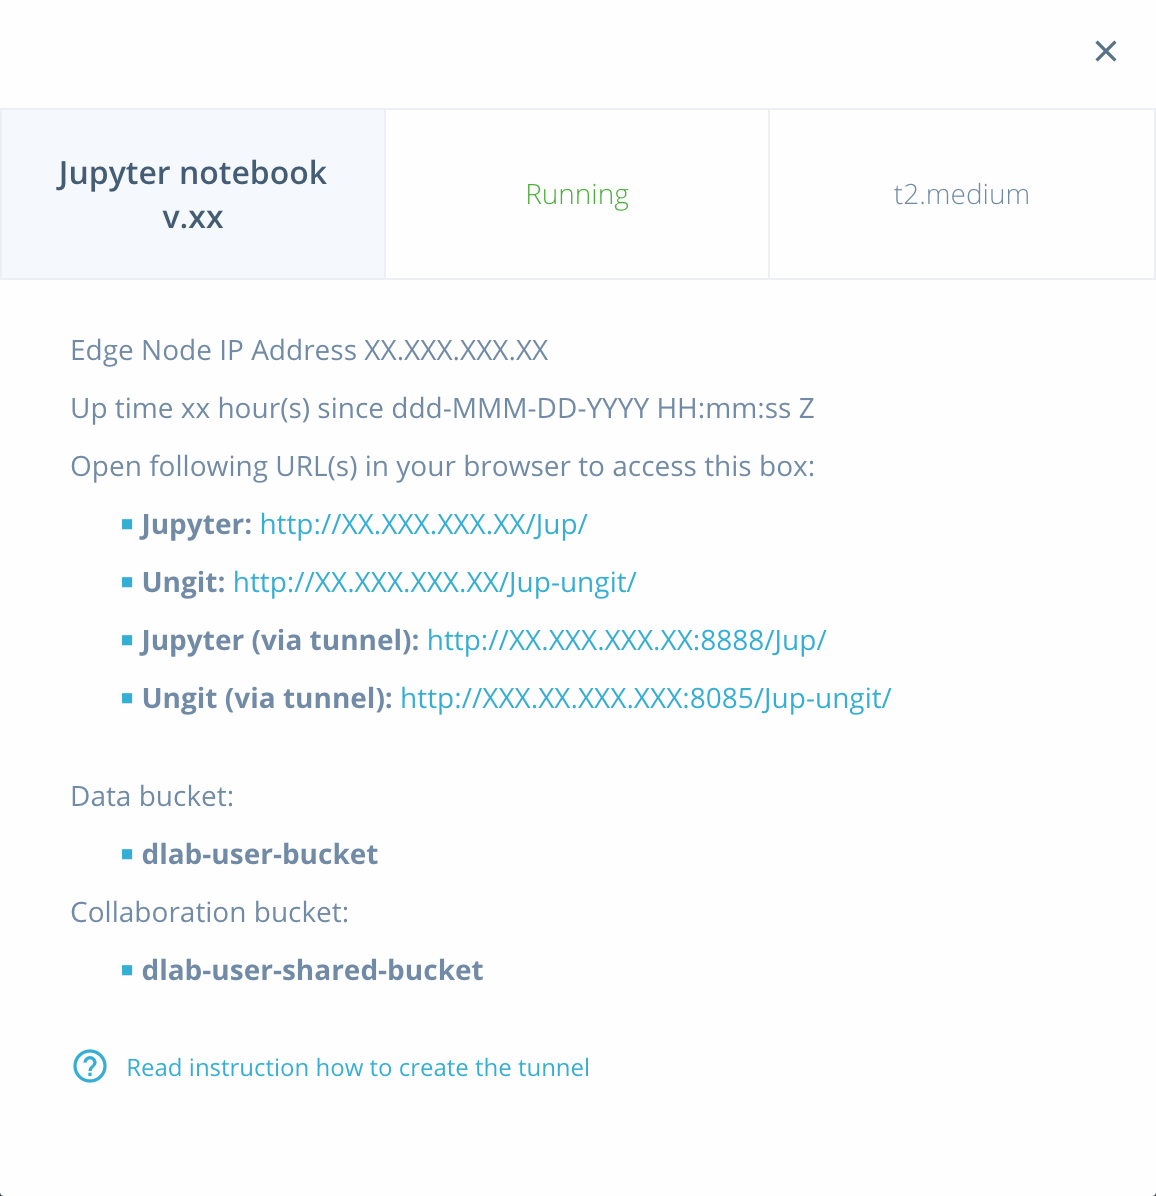 Jupyter notebook
v.xx
Running
t2.medium
Edge Node IP Address XX.XXX.XXX.XX
Up time xx hour(s) since ddd-MMM-DD-YYYY HH:mm:ss Z
Open following URL(s) in your browser to access this box:
Jupyter: http://XX.XXX.XXX.XX/Jup/
Ungit: http://XX.XXX.XXX.XX/Jup-ungit/
Jupyter (via tunnel): http://XX.XXX.XXX.XX:8888/Jup/
Ungit (via tunnel): http://XXX.XX.XXX.XXX:8085/Jup-ungit/
Data bucket:
dlab-user-bucket
Collaboration bucket:
dlab-user-shared-bucket
Read instruction how to create the tunnel